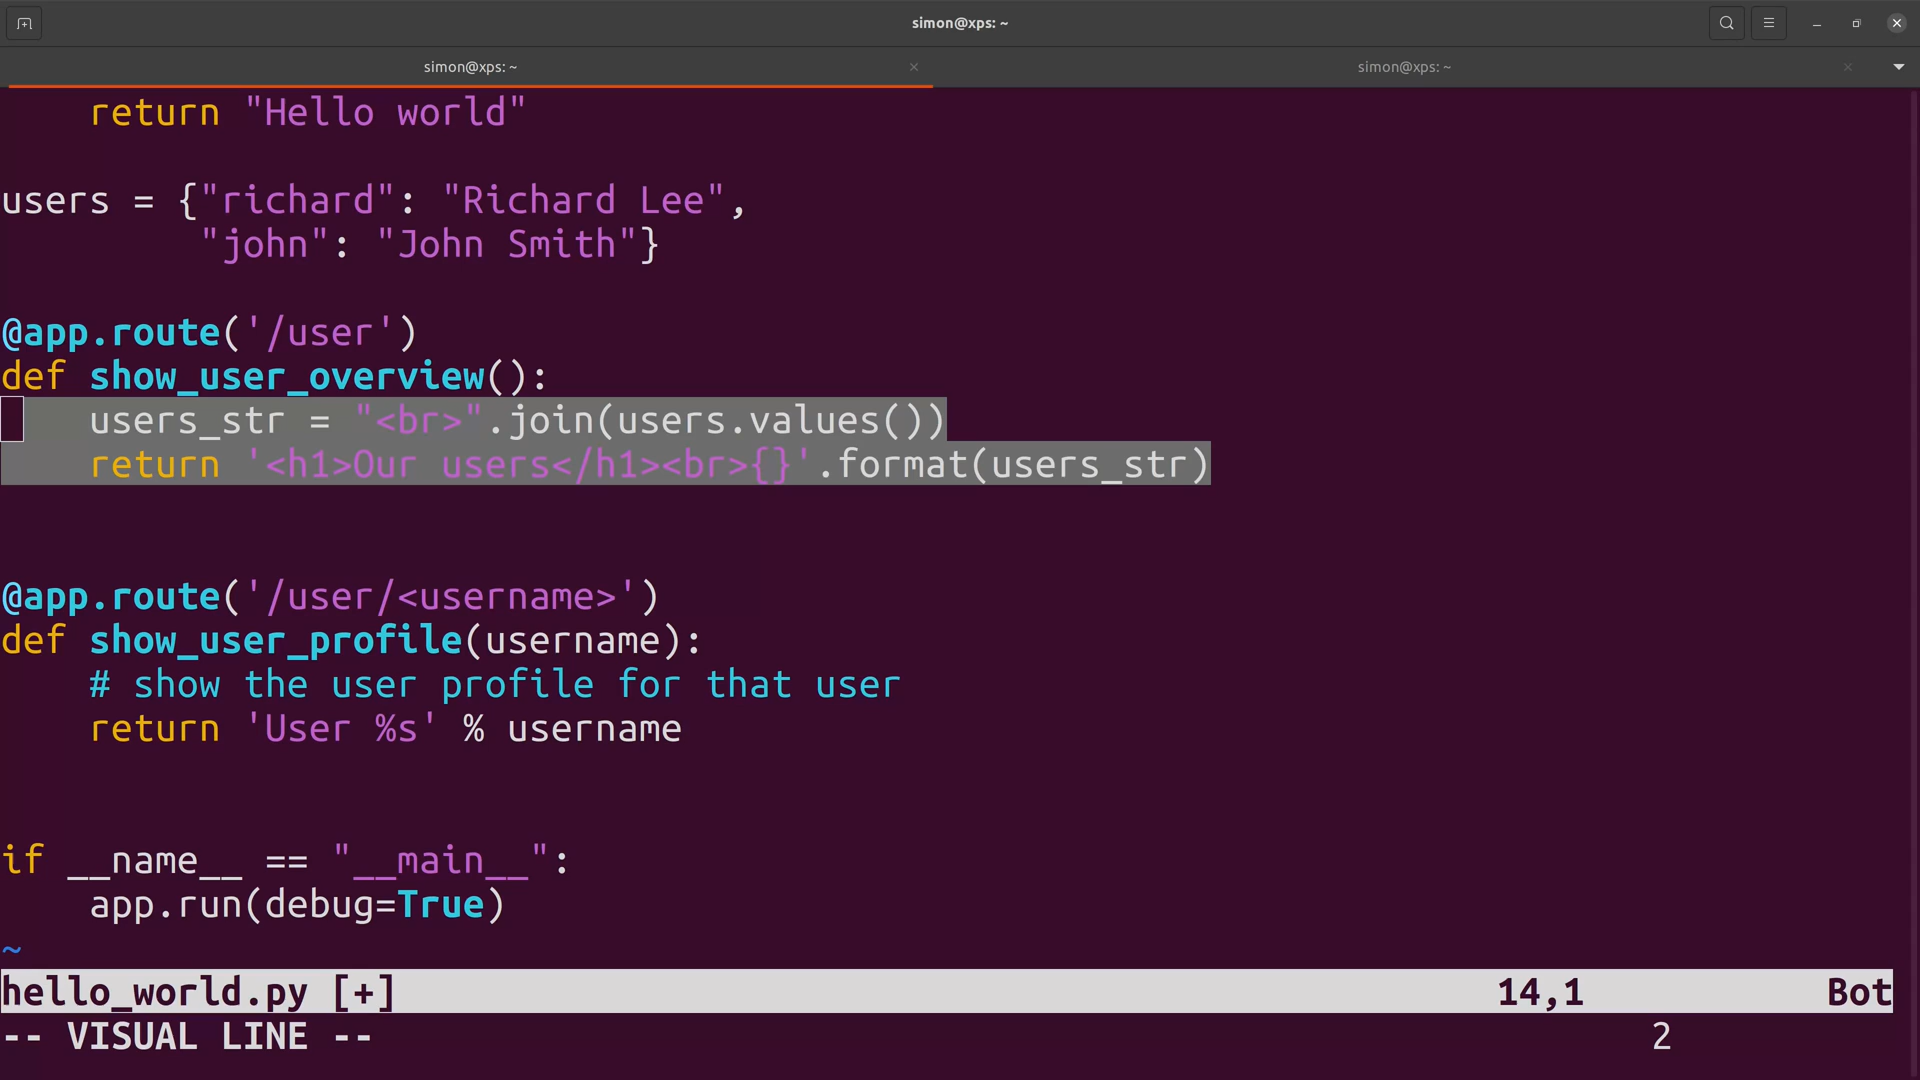 simon@xps: ~
simon@xps: ~
simon@xps: ~
    return "Hello world"
users = {"richard": "Richard Lee",
         "john": "John Smith"}
@app.route('/user')
def show_user_overview():
    users_str = "<br>".join(users.values())
    return '<h1>Our users</h1><br>{}'.format(users_str)
@app.route('/user/<username>')
def show_user_profile(username):
    # show the user profile for that user
    return 'User %s' % username
if __name__ == "__main__":
    app.run(debug=True)
~
hello_world.py [+] 14,1 Bot
-- VISUAL LINE -- 2